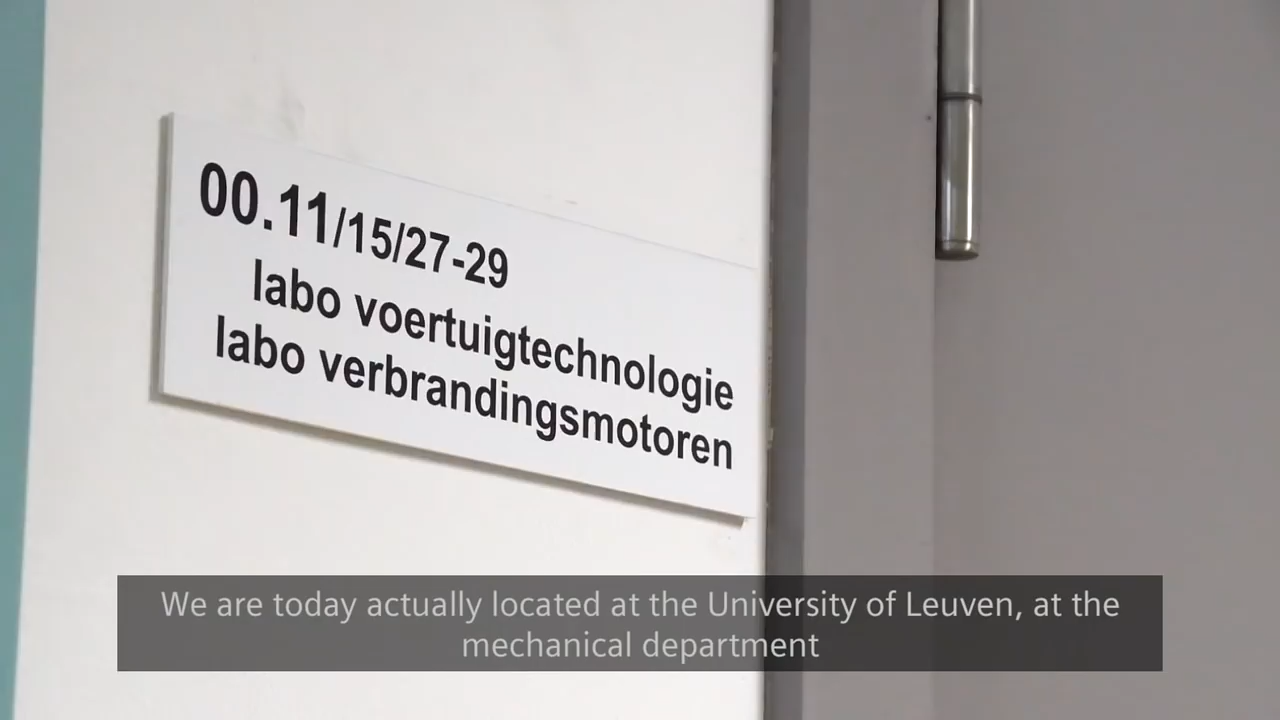 00.11/15/27-29
labo voertuigtechnologie
labo verbrandingsmotoren
We are today actually located at the University of Leuven, at the
mechanical department